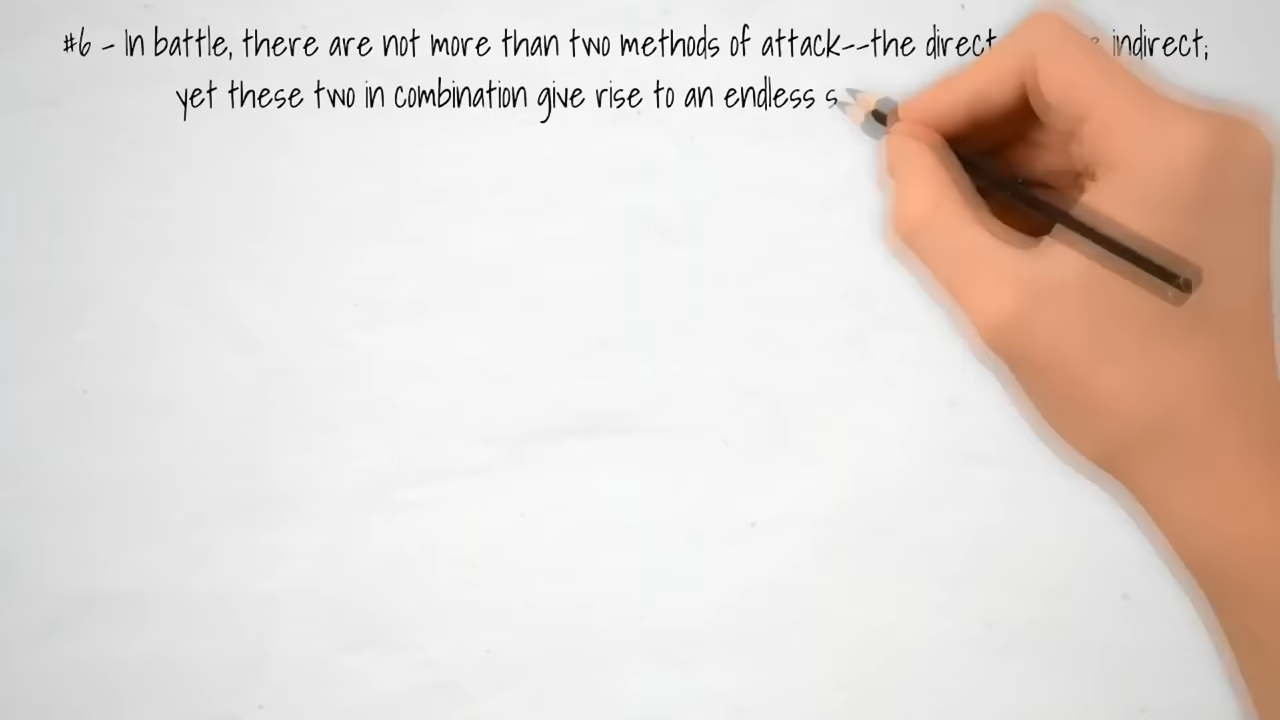 #6 - In battle, there are not more than two methods of attack--the direct indirect;
yet these two in combination give rise to an endless s